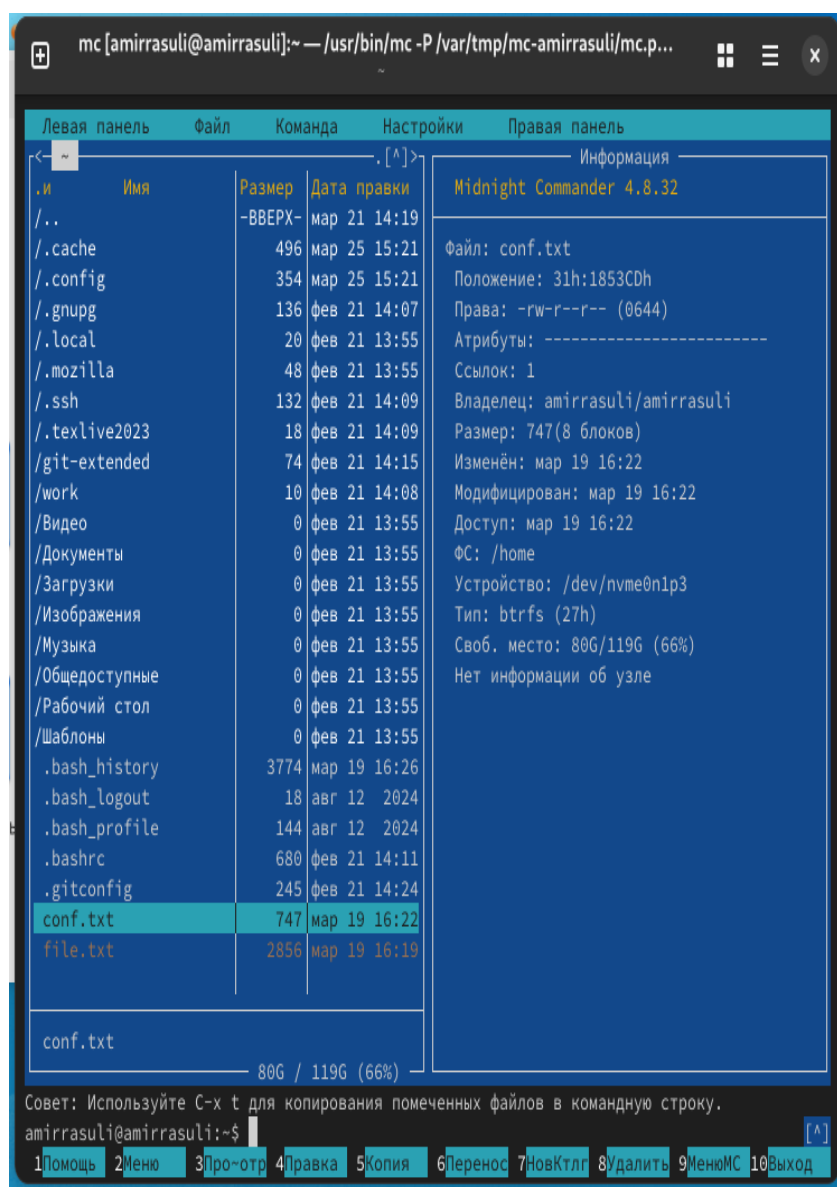 mc [amirrasuli@amirrasuli]:~ — /usr/bin/mc -P /var/tmp/mc-amirrasuli/mc.p…
~
Левая панель Файл Команда Настройки Правая панель
<─ ~ ─.[^]>
.и Имя Размер Дата правки
/.. -ВВЕРХ- мар 21 14:19
/.cache 496 мар 25 15:21
/.config 354 мар 25 15:21
/.gnupg 136 фев 21 14:07
/.local 20 фев 21 13:55
/.mozilla 48 фев 21 13:55
/.ssh 132 фев 21 14:09
/.texlive2023 18 фев 21 14:09
/git-extended 74 фев 21 14:15
/work 10 фев 21 14:08
/Видео 0 фев 21 13:55
/Документы 0 фев 21 13:55
/Загрузки 0 фев 21 13:55
/Изображения 0 фев 21 13:55
/Музыка 0 фев 21 13:55
/Общедоступные 0 фев 21 13:55
/Рабочий стол 0 фев 21 13:55
/Шаблоны 0 фев 21 13:55
.bash_history 3774 мар 19 16:26
.bash_logout 18 авг 12 2024
.bash_profile 144 авг 12 2024
.bashrc 680 фев 21 14:11
.gitconfig 245 фев 21 14:24
conf.txt 747 мар 19 16:22
file.txt 2856 мар 19 16:19
conf.txt
80G / 119G (66%)
Информация
Midnight Commander 4.8.32
Файл: conf.txt
Положение: 31h:1853CDh
Права: -rw-r--r-- (0644)
Атрибуты: -------------------------
Ссылок: 1
Владелец: amirrasuli/amirrasuli
Размер: 747(8 блоков)
Изменён: мар 19 16:22
Модифицирован: мар 19 16:22
Доступ: мар 19 16:22
ФС: /home
Устройство: /dev/nvme0n1p3
Тип: btrfs (27h)
Своб. место: 80G/119G (66%)
Нет информации об узле
Совет: Используйте C-x t для копирования помеченных файлов в командную строку.
amirrasuli@amirrasuli:~$ [^]
1Помощь 2Меню 3Про~отр 4Правка 5Копия 6Перенос 7НовКтлг 8Удалить 9МенюМС 10Выход